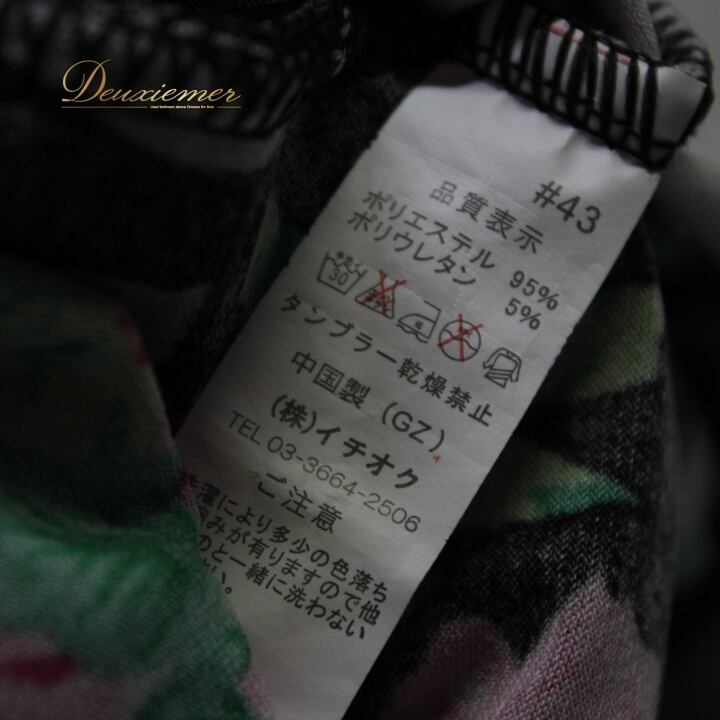 Deuxiemer
#43
品質表示
ポリエステル 95%
ポリウレタン 5%
30
タンブラー乾燥禁止
中国製 (GZ)
(株)イチオク
TEL 03-3664-2506
ご注意
洗濯により多少の色落ち
みが有りますので他
のと一緒に洗わない
い。